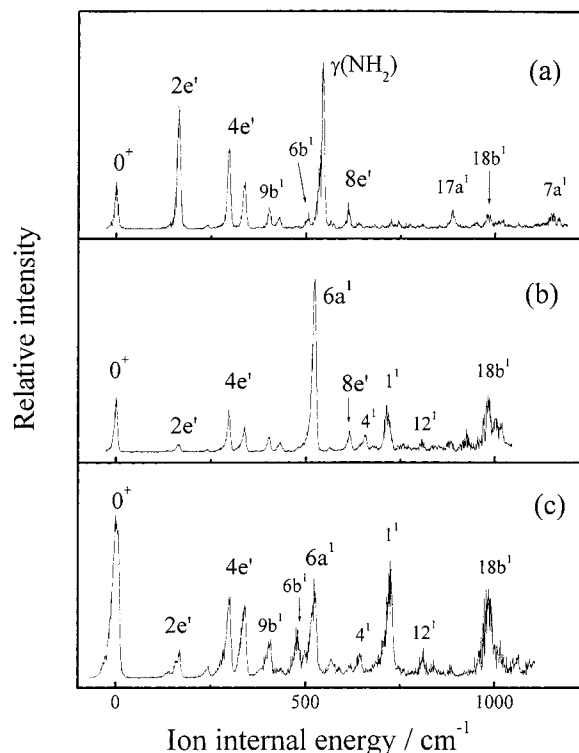 (a)
0⁺
2e'
4e'
9b¹
6b¹
γ(NH₂)
8e'
17a¹
18b¹
7a¹
(b)
0⁺
2e'
4e'
6a¹
8e'
4¹
1¹
12¹
18b¹
(c)
0⁺
2e'
4e'
9b¹
6b¹
6a¹
4¹
1¹
12¹
18b¹
Relative intensity
0
500
1000
Ion internal energy / cm⁻¹